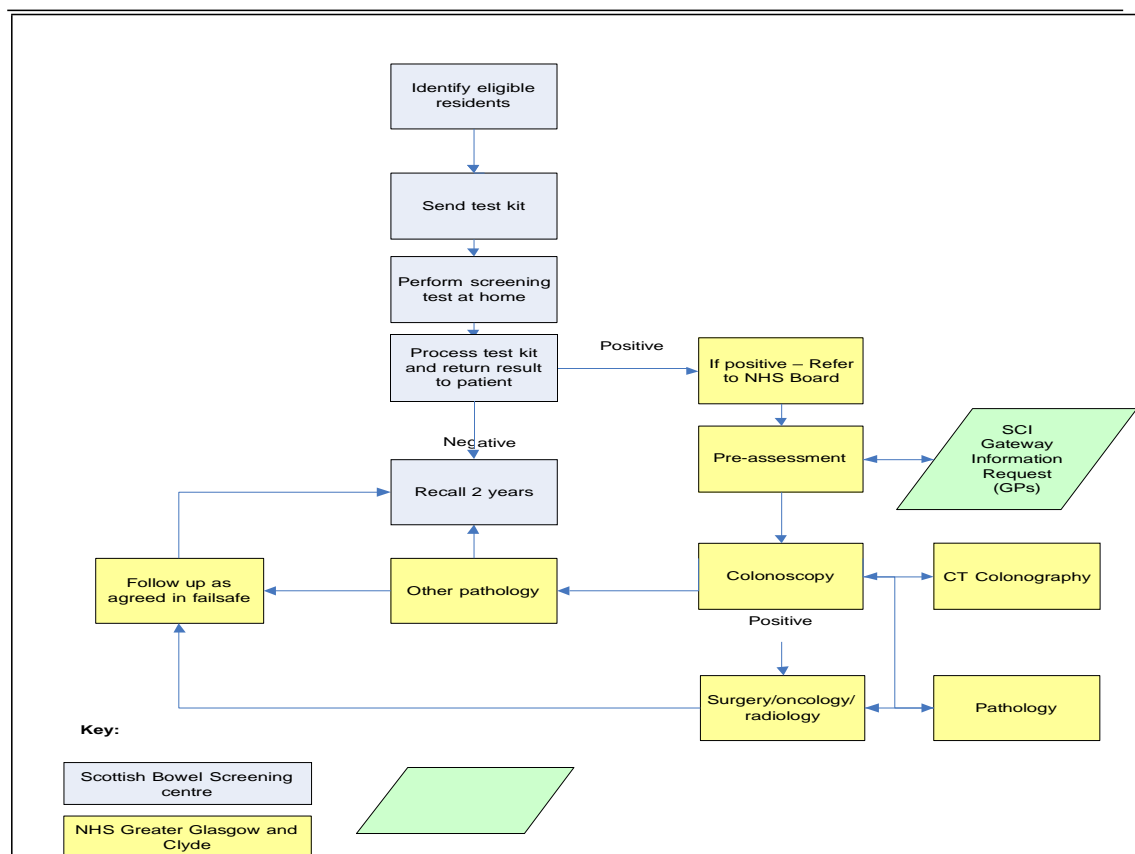 Identify eligible
residents
Send test kit
Perform screening
test at home
Process test kit
and return result
to patient
Positive
If positive – Refer
to NHS Board
Negative
Pre-assessment
SCI
Gateway
Information
Request
(GPs)
Recall 2 years
Follow up as
agreed in failsafe
Other pathology
Colonoscopy
CT Colonography
Positive
Surgery/oncology/
radiology
Pathology
Key:
Scottish Bowel Screening
centre
NHS Greater Glasgow and
Clyde